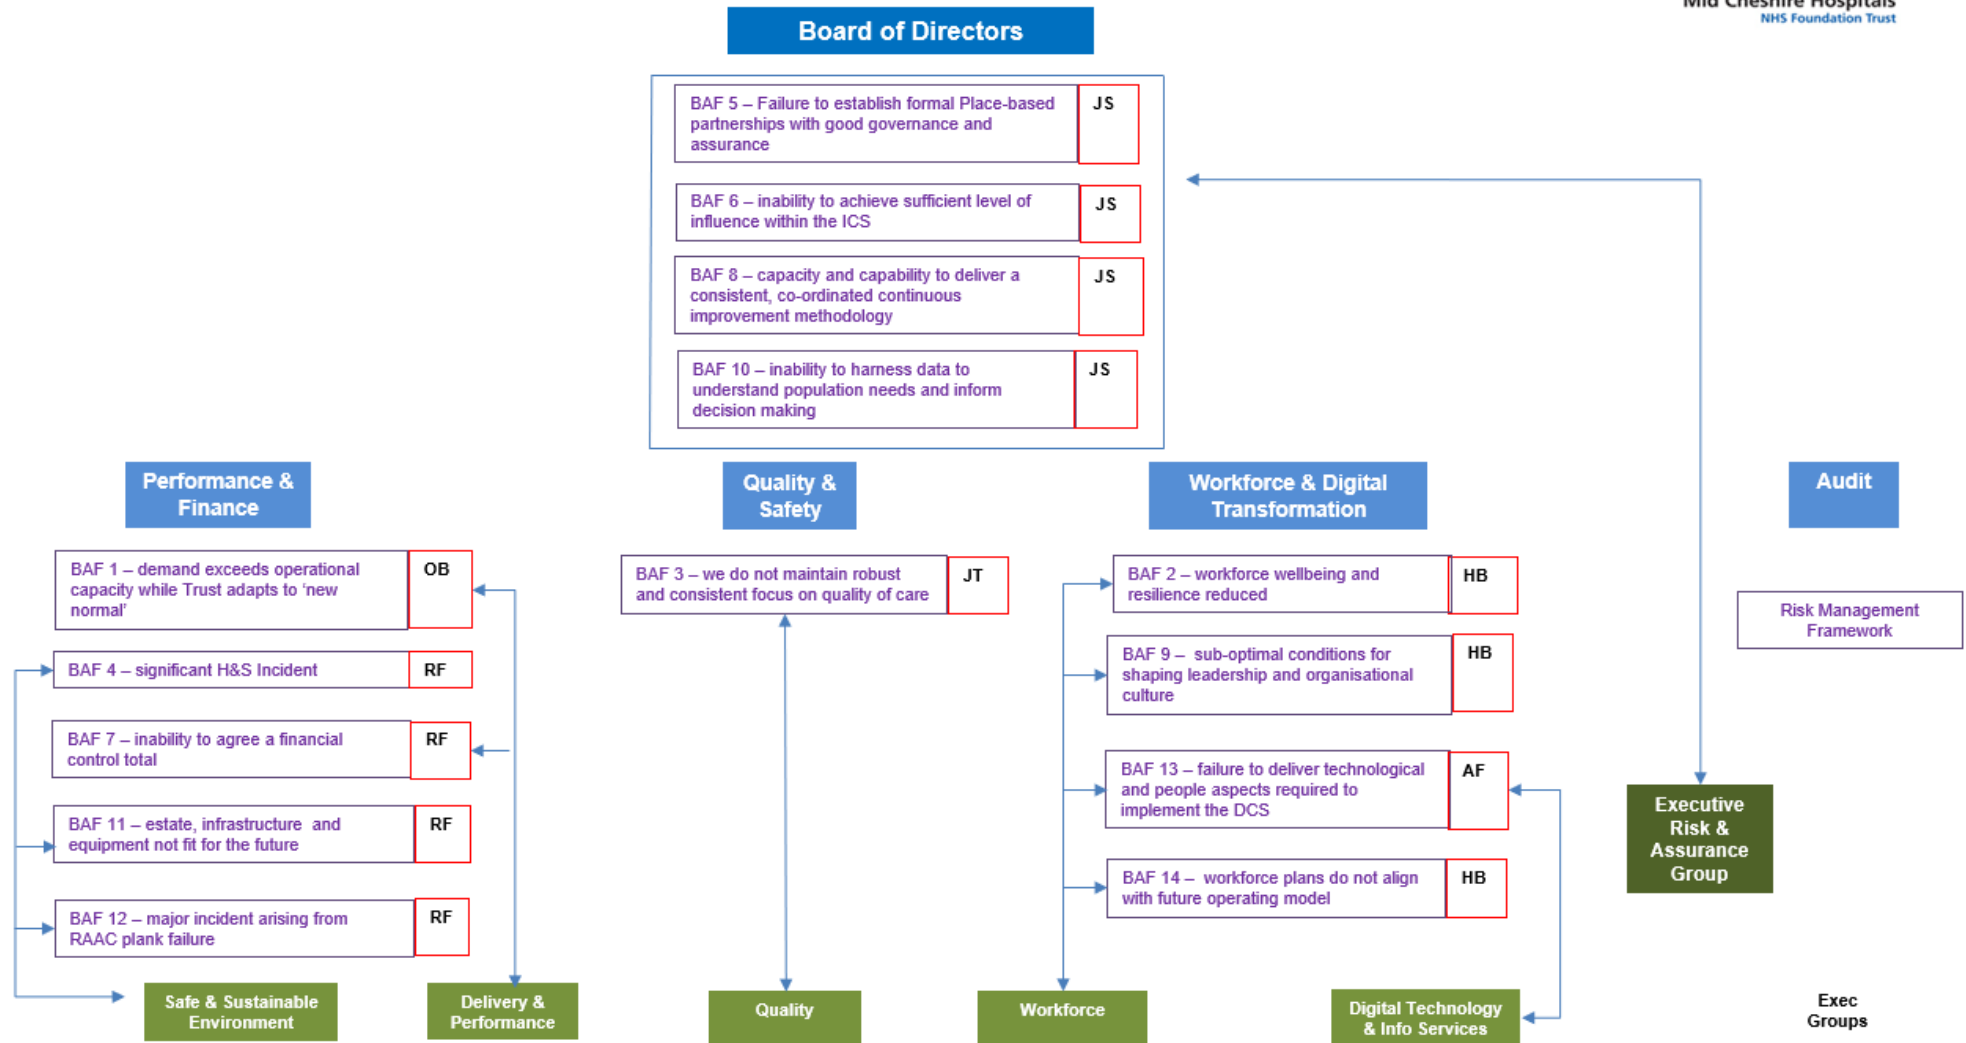 Mid Cheshire Hospitals
NHS Foundation Trust
Board of Directors
BAF 5 – Failure to establish formal Place-based
partnerships with good governance and
assurance
JS
BAF 6 – inability to achieve sufficient level of
influence within the ICS
JS
BAF 8 – capacity and capability to deliver a
consistent, co-ordinated continuous
improvement methodology
JS
BAF 10 – inability to harness data to
understand population needs and inform
decision making
JS
Performance &
Finance
BAF 1 – demand exceeds operational
capacity while Trust adapts to ‘new
normal’
OB
BAF 4 – significant H&S Incident
RF
BAF 7 – inability to agree a financial
control total
RF
BAF 11 – estate, infrastructure and
equipment not fit for the future
RF
BAF 12 – major incident arising from
RAAC plank failure
RF
Safe & Sustainable
Environment
Delivery &
Performance
Quality &
Safety
BAF 3 – we do not maintain robust
and consistent focus on quality of care
JT
Quality
Workforce & Digital
Transformation
BAF 2 – workforce wellbeing and
resilience reduced
HB
BAF 9 – sub-optimal conditions for
shaping leadership and organisational
culture
HB
BAF 13 – failure to deliver technological
and people aspects required to
implement the DCS
AF
BAF 14 – workforce plans do not align
with future operating model
HB
Workforce
Digital Technology
& Info Services
Audit
Risk Management
Framework
Executive
Risk &
Assurance
Group
Exec
Groups